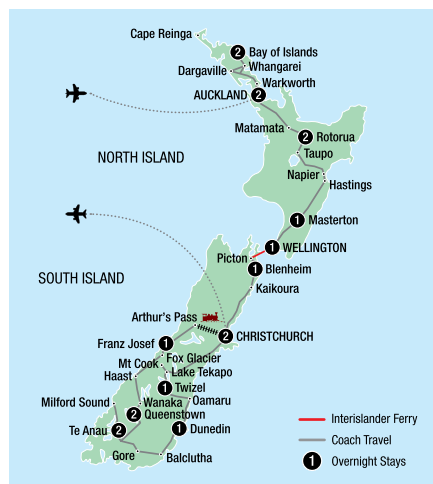 Cape Reinga
2 Bay of Islands
Whangarei
Dargaville
Warkworth
AUCKLAND 2
Matamata
2 Rotorua
Taupo
NORTH ISLAND
Napier
Hastings
1 Masterton
1 WELLINGTON
Picton
1 Blenheim
SOUTH ISLAND
Kaikoura
Arthur's Pass
2 CHRISTCHURCH
Franz Josef 1
Fox Glacier
Mt Cook
Lake Tekapo
Haast
1 Twizel
Oamaru
Milford Sound
Wanaka
2 Queenstown
Te Anau 2
1 Dunedin
Gore
Balclutha
Interislander Ferry
Coach Travel
1 Overnight Stays